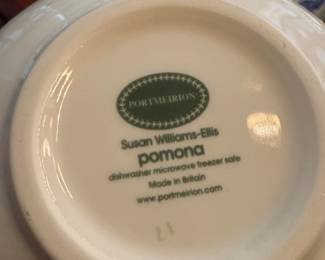 PORTMEIRION
Susan Williams-Ellis
pomona
dishwasher microwave freezer safe
Made in Britain
www.portmeirion.com